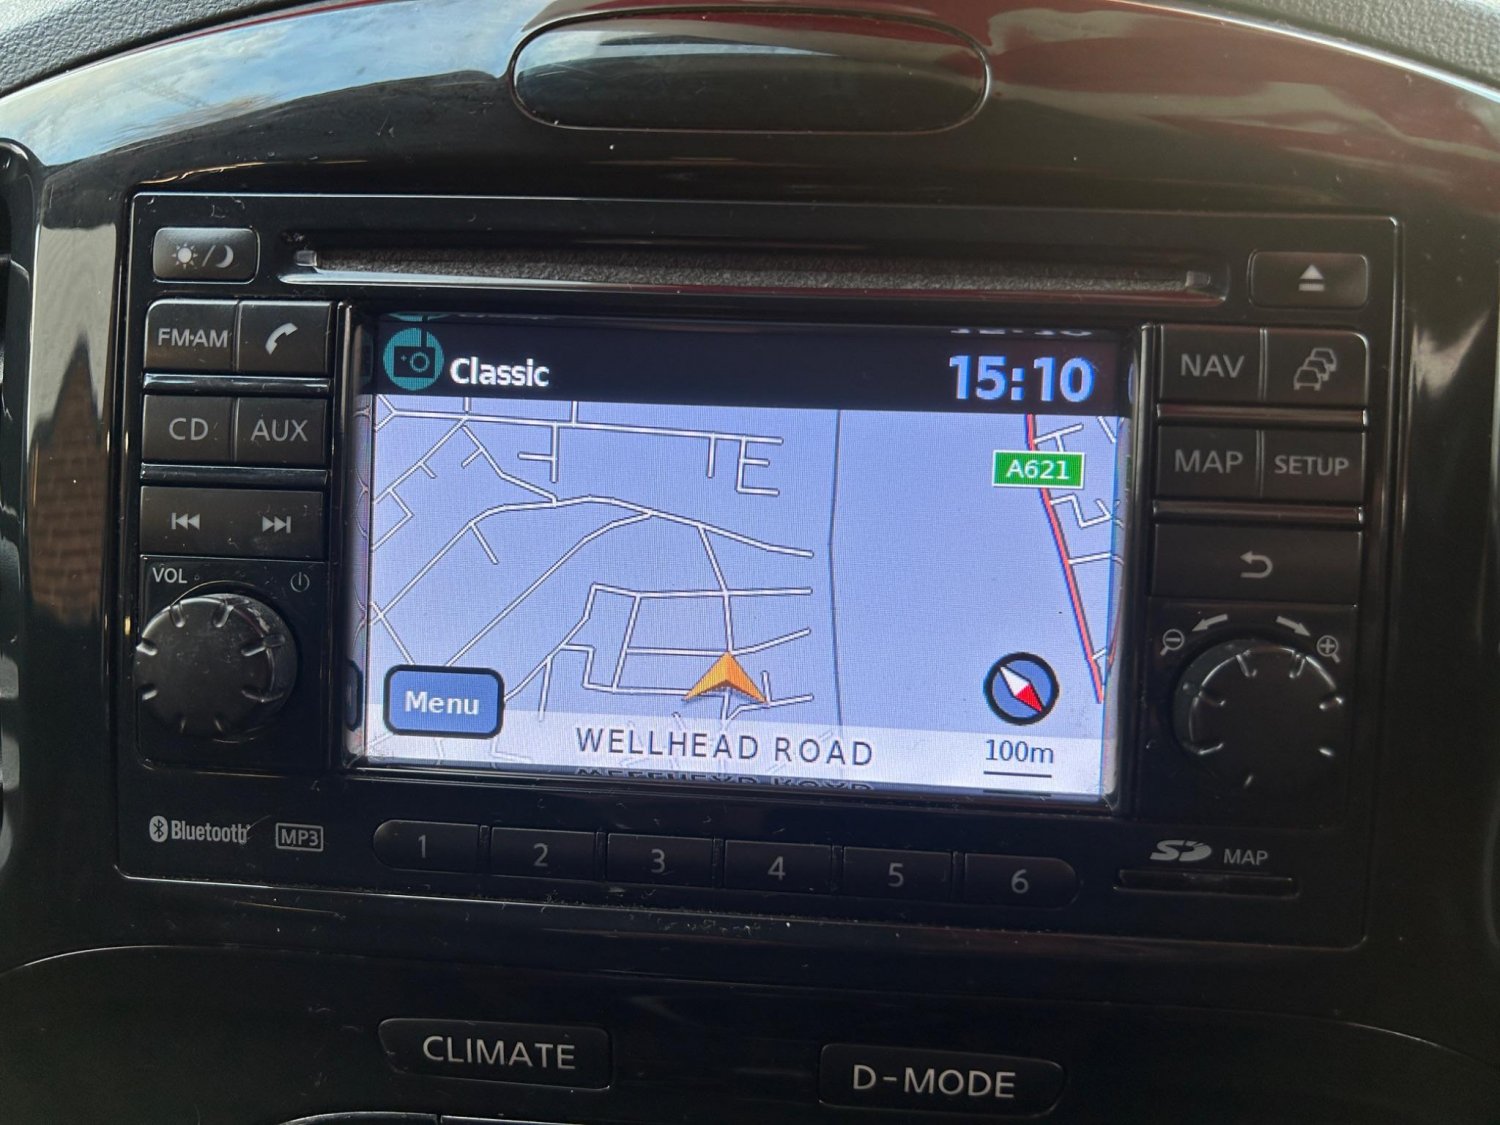 FM·AM
CD AUX
VOL
Classic
15:10
A621
Menu
WELLHEAD ROAD
100m
NAV
MAP SETUP
Bluetooth MP3
1 2 3 4 5 6
SD MAP
CLIMATE
D-MODE